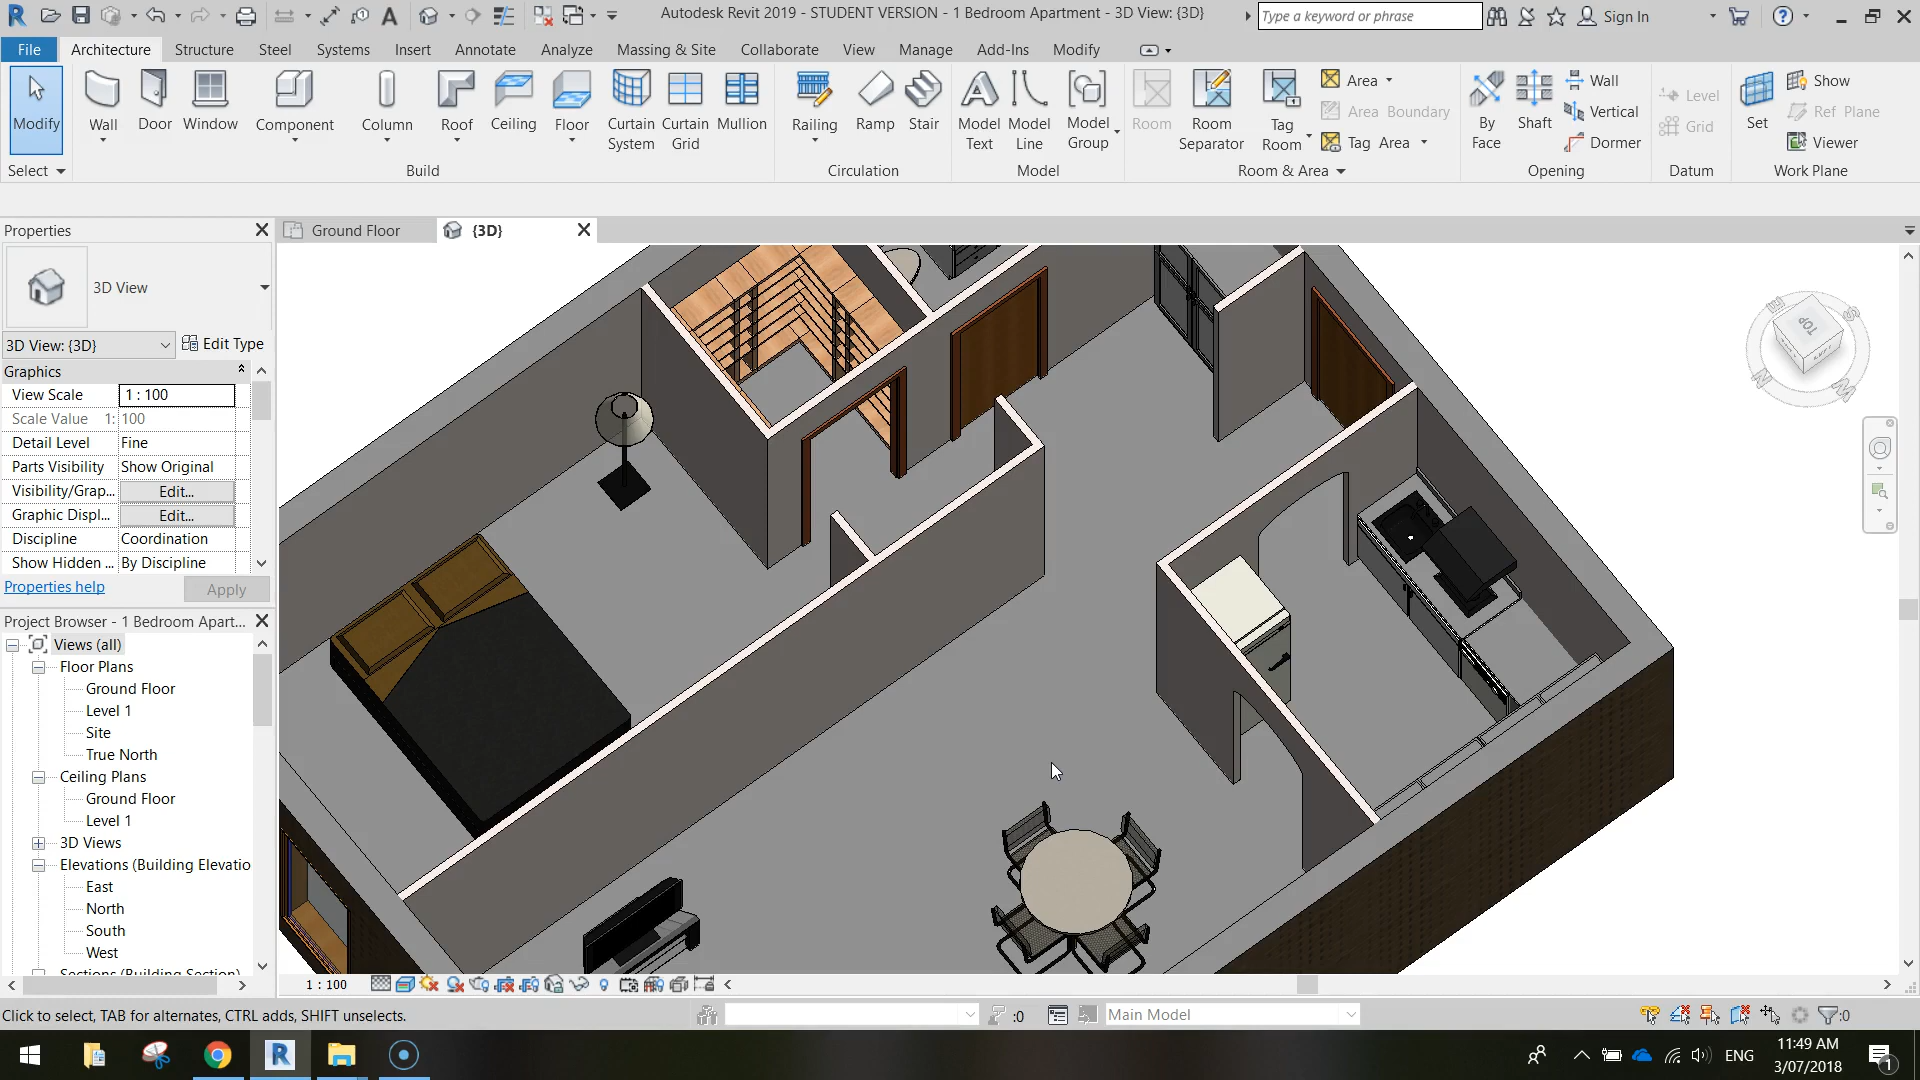 Autodesk Revit 2019 - STUDENT VERSION - 1 Bedroom Apartment - 3D View: {3D}
Type a keyword or phrase
Sign In
File Architecture Structure Steel Systems Insert Annotate Analyze Massing & Site Collaborate View Manage Add-Ins Modify
Modify
Wall
Door
Window
Component
Column
Roof
Ceiling
Floor
Curtain System
Curtain Grid
Mullion
Railing
Ramp
Stair
Model Text
Model Line
Model Group
Room
Room Separator
Tag Room
Area
Area Boundary
Tag Area
By Face
Shaft
Wall
Vertical
Dormer
Level
Grid
Set
Show
Ref Plane
Viewer
Select
Build
Circulation
Model
Room & Area
Opening
Datum
Work Plane
Properties
Ground Floor
{3D}
3D View
3D View: {3D}
Edit Type
Graphics
View Scale 1 : 100
Scale Value 1: 100
Detail Level Fine
Parts Visibility Show Original
Visibility/Grap... Edit...
Graphic Displ... Edit...
Discipline Coordination
Show Hidden ... By Discipline
Properties help
Apply
Project Browser - 1 Bedroom Apart...
Views (all)
Floor Plans
Ground Floor
Level 1
Site
True North
Ceiling Plans
Ground Floor
Level 1
3D Views
Elevations (Building Elevatio
East
North
South
West
Sections (Building Section)
TOP
1 : 100
Click to select, TAB for alternates, CTRL adds, SHIFT unselects.
:0
Main Model
:0
ENG
11:49 AM
3/07/2018
1